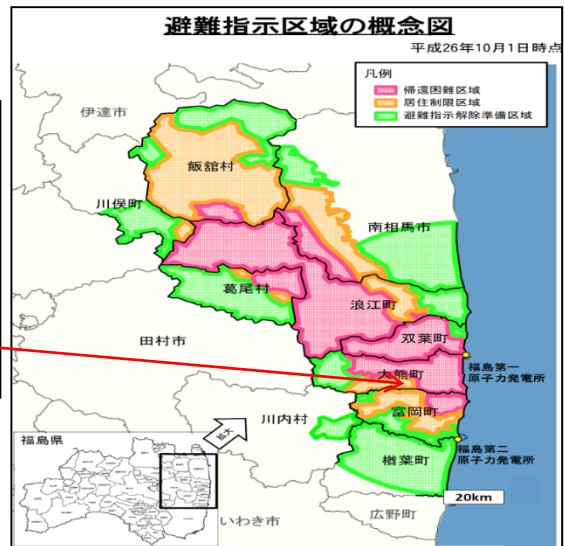 避難指示区域の概念図
平成26年10月1日時点
凡例
帰還困難区域
居住制限区域
避難指示解除準備区域
伊達市
飯舘村
川俣町
南相馬市
葛尾村
浪江町
田村市
双葉町
福島第一
原子力発電所
大熊町
富岡町
川内村
拡大
福島県
福島第二
原子力発電所
楢葉町
20km
いわき市
広野町